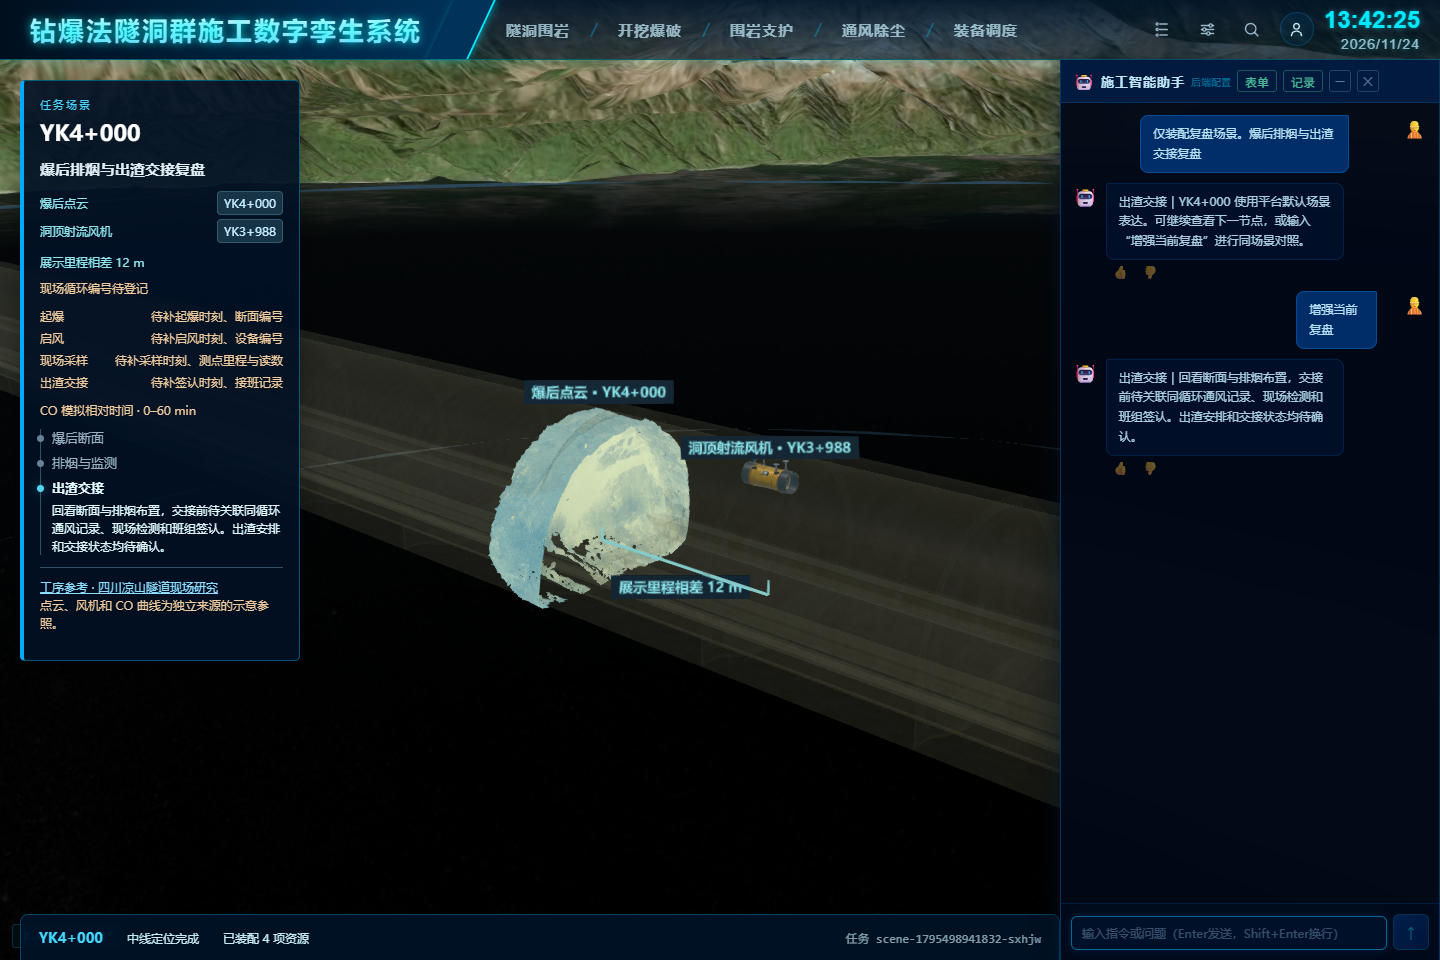 钻爆法隧洞群施工数字孪生系统
隧洞围岩 / 开挖爆破 / 围岩支护 / 通风除尘 / 装备调度
13:42:25
2026/11/24
任务场景
YK4+000
爆后排烟与出渣交接复盘
爆后点云 YK4+000
洞顶射流风机 YK3+988
展示里程相差 12 m
现场循环编号待登记
起爆 待补起爆时刻、断面编号
启风 待补启风时刻、设备编号
现场采样 待补采样时刻、测点里程与读数
出渣交接 待补签认时刻、接班记录
CO 模拟相对时间 · 0–60 min
爆后断面
排烟与监测
出渣交接
回看断面与排烟布置，交接前待关联同循环
通风记录、现场检测和班组签认。出渣安排
和交接状态均待确认。
工序参考 · 四川凉山隧道现场研究
点云、风机和 CO 曲线为独立来源的示意参
照。
爆后点云 · YK4+000
洞顶射流风机 · YK3+988
展示里程相差 12 m
施工智能助手 后端配置 表单 记录
仅装配复盘场景。爆后排烟与出渣
交接复盘
出渣交接 | YK4+000 使用平台默认场景
表达。可继续查看下一节点，或输入
“增强当前复盘”进行同场景对照。
增强当前
复盘
出渣交接 | 回看断面与排烟布置，交接
前待关联同循环通风记录、现场检测和
班组签认。出渣安排和交接状态均待确
认。
输入指令或问题（Enter发送，Shift+Enter换行）
YK4+000 中线定位完成 已装配 4 项资源 任务 scene-1795498941832-sxhjw